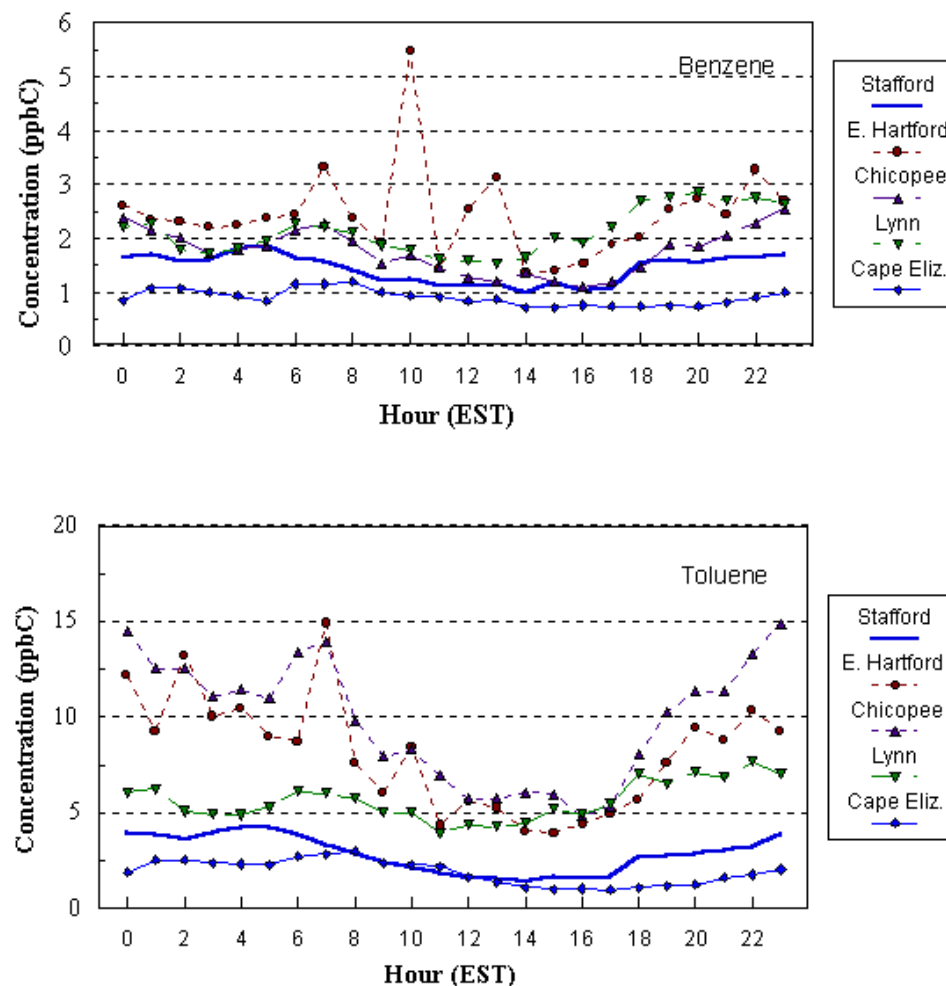 6
5
4
3
2
1
0
Concentration (ppbC)
Benzene
0 2 4 6 8 10 12 14 16 18 20 22
Hour (EST)
Stafford
E. Hartford
Chicopee
Lynn
Cape Eliz.
20
15
10
5
0
Concentration (ppbC)
Toluene
0 2 4 6 8 10 12 14 16 18 20 22
Hour (EST)
Stafford
E. Hartford
Chicopee
Lynn
Cape Eliz.